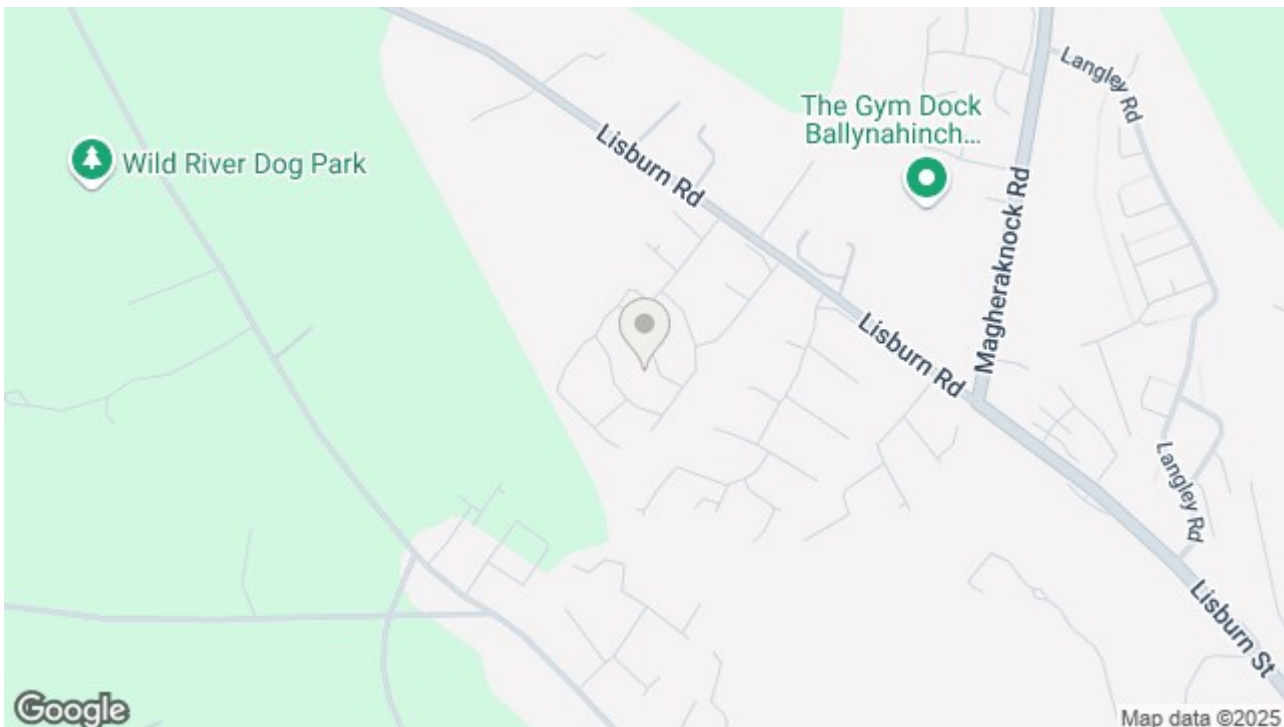 Langley Rd
The Gym Dock
Ballynahinch...
Lisburn Rd
Wild River Dog Park
Magheraknock Rd
Lisburn Rd
Langley Rd
Lisburn St
Google
Map data ©2025